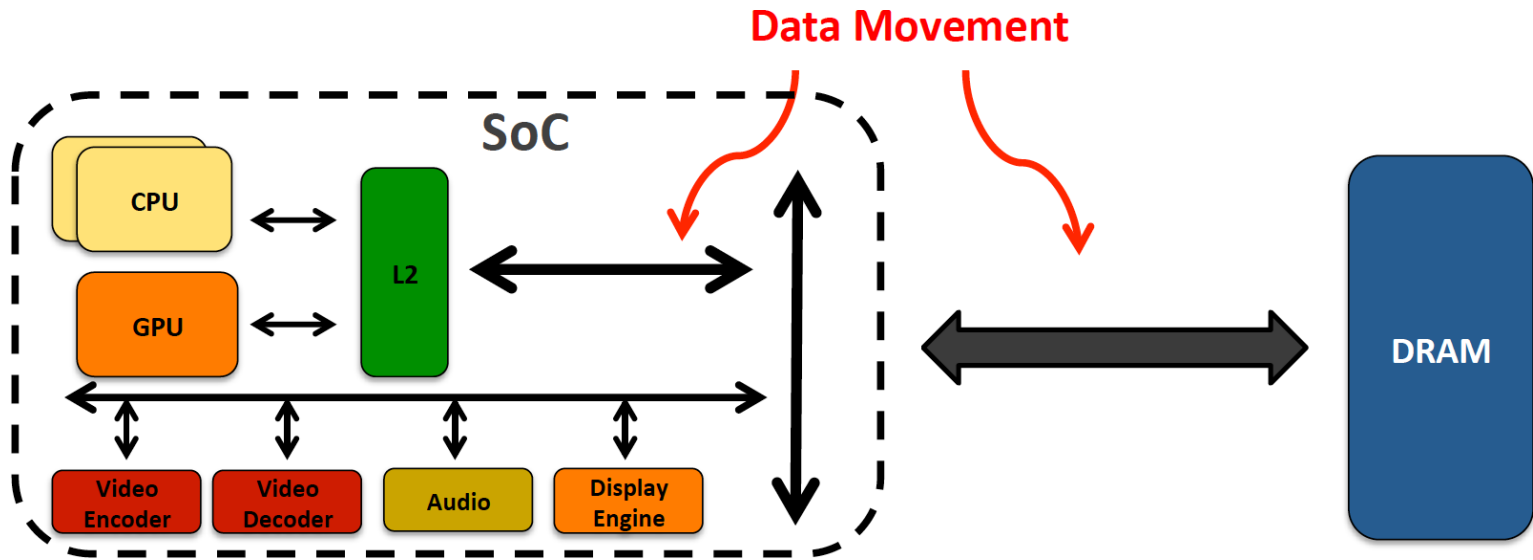 Data Movement
SoC
CPU
L2
GPU
DRAM
Video
Encoder
Video
Decoder
Audio
Display
Engine